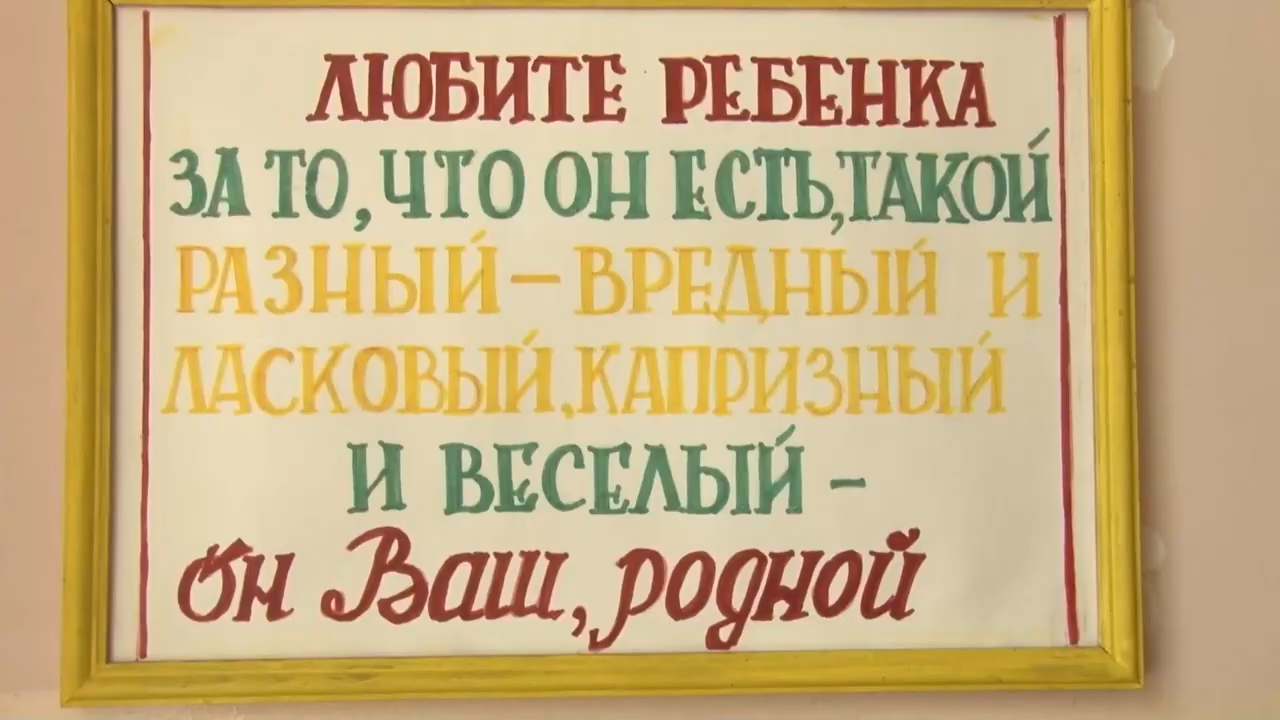 ЛЮБИТЕ РЕБЕНКА
ЗА ТО, ЧТО ОН ЕСТЬ, ТАКОЙ
РАЗНЫЙ – ВРЕДНЫЙ И
ЛАСКОВЫЙ, КАПРИЗНЫЙ
И ВЕСЕЛЫЙ –
Он Ваш, родной